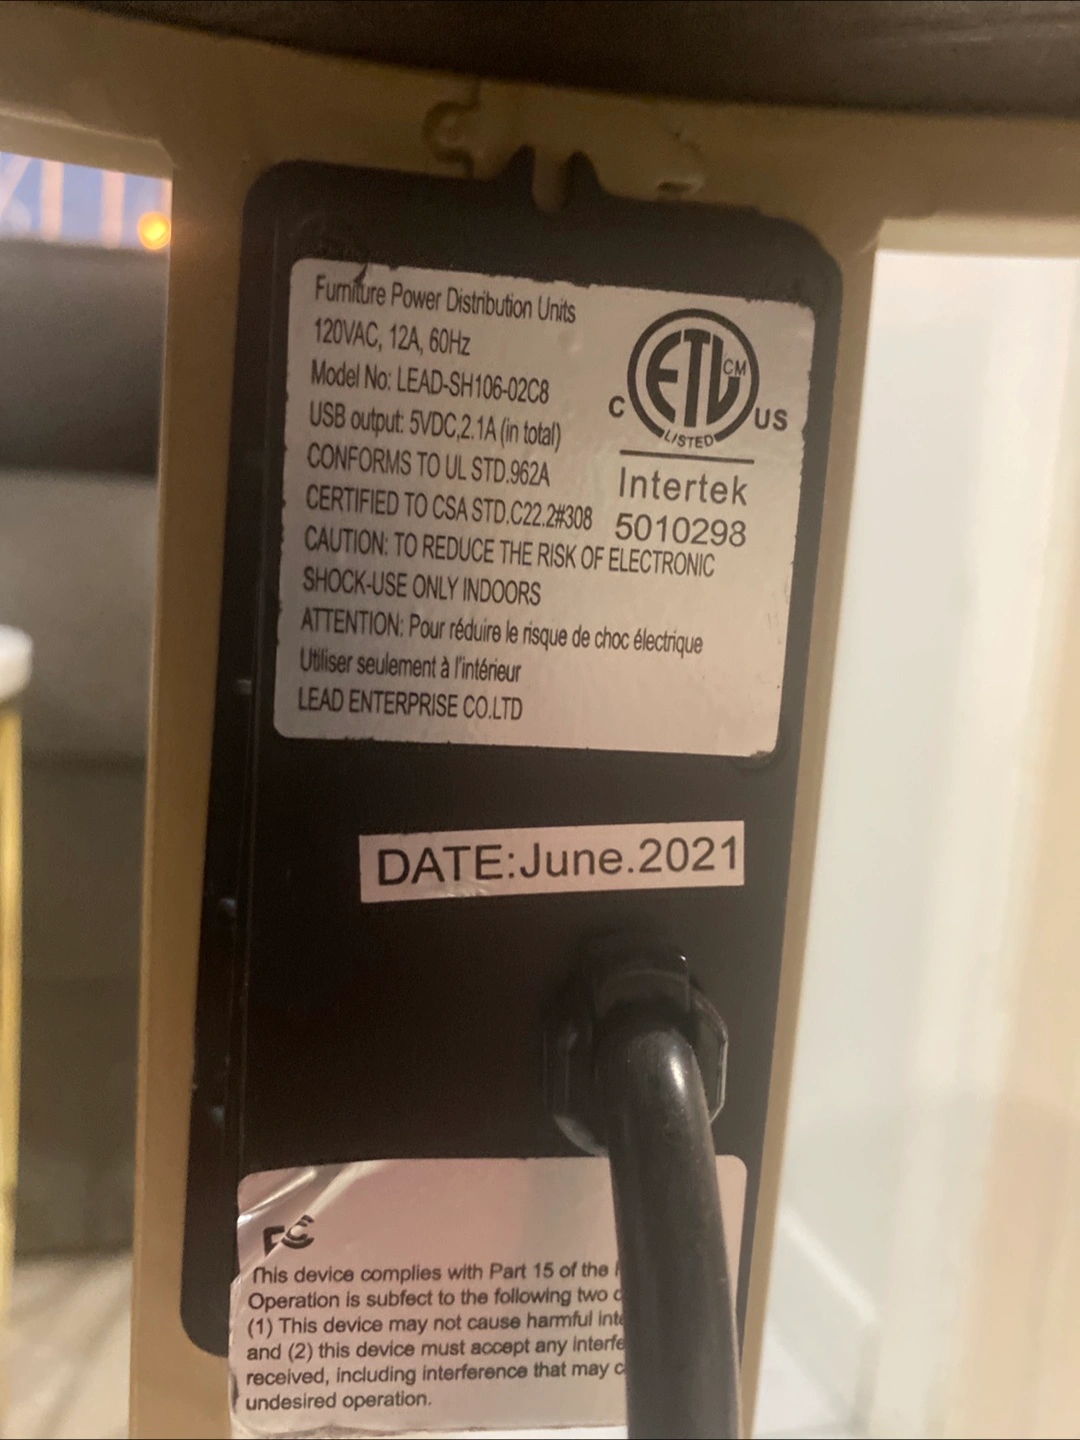 Furniture Power Distribution Units
120VAC, 12A, 60Hz
Model No: LEAD-SH106-02C8
USB output: 5VDC,2.1A (in total)
CONFORMS TO UL STD.962A
CERTIFIED TO CSA STD.C22.2#308
CAUTION: TO REDUCE THE RISK OF ELECTRONIC
SHOCK-USE ONLY INDOORS
ATTENTION: Pour réduire le risque de choc électrique
Utiliser seulement à l'intérieur
LEAD ENTERPRISE CO.LTD
ETL CM
C US
LISTED
Intertek
5010298
DATE:June.2021
FC
This device complies with Part 15 of the
Operation is subfect to the following two
(1) This device may not cause harmful
and (2) this device must accept any
received, including interference that may
undesired operation.